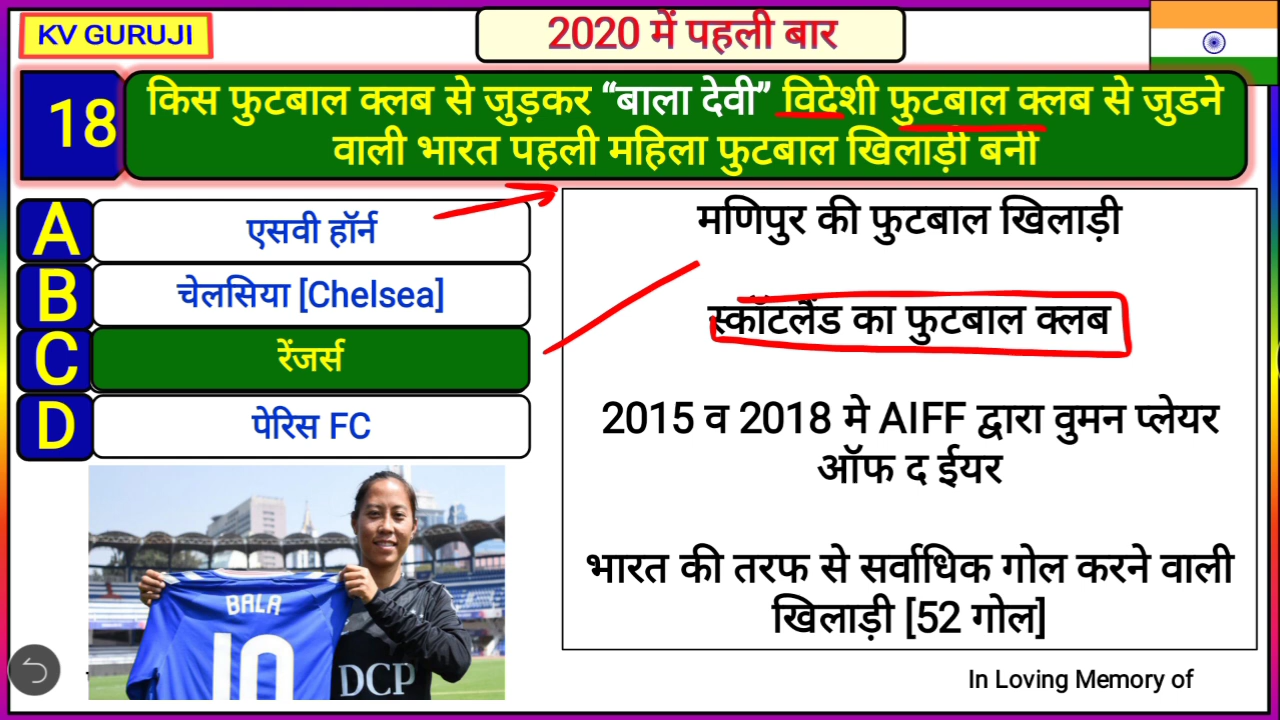 KV GURUJI
2020 में पहली बार
18
किस फुटबाल क्लब से जुड़कर “बाला देवी” विदेशी फुटबाल क्लब से जुडने
वाली भारत पहली महिला फुटबाल खिलाड़ी बनी
A
एसवी हॉर्न
B
चेलसिया [Chelsea]
C
रेंजर्स
D
पेरिस FC
मणिपुर की फुटबाल खिलाड़ी
स्कॉटलैंड का फुटबाल क्लब
2015 व 2018 मे AIFF द्वारा वुमन प्लेयर
ऑफ द ईयर
भारत की तरफ से सर्वाधिक गोल करने वाली
खिलाड़ी [52 गोल]
BALA
10
DCP
In Loving Memory of